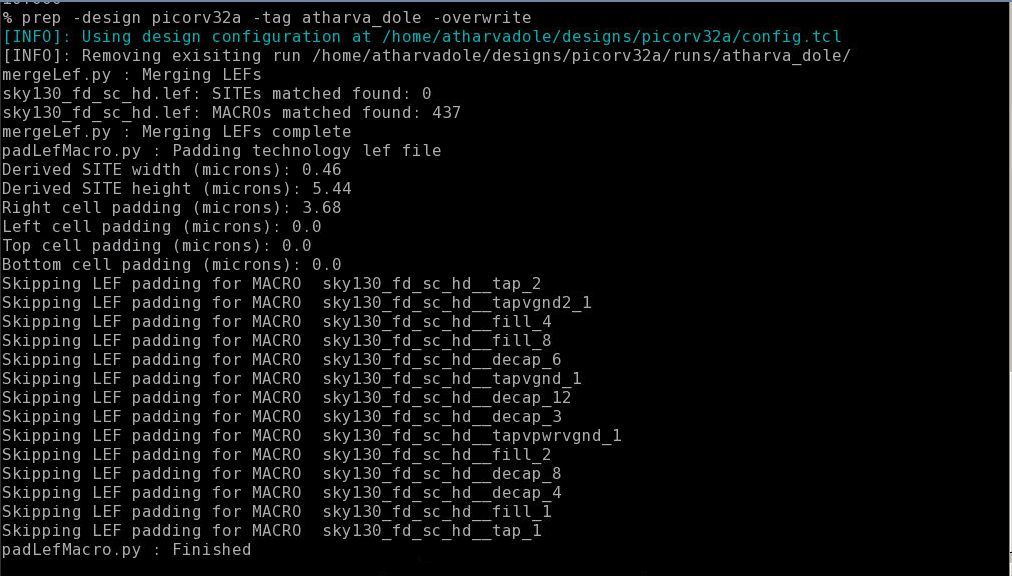 % prep -design picorv32a -tag atharva_dole -overwrite
[INFO]: Using design configuration at /home/atharvadole/designs/picorv32a/config.tcl
[INFO]: Removing exisiting run /home/atharvadole/designs/picorv32a/runs/atharva_dole/
mergeLef.py : Merging LEFs
sky130_fd_sc_hd.lef: SITEs matched found: 0
sky130_fd_sc_hd.lef: MACROs matched found: 437
mergeLef.py : Merging LEFs complete
padLefMacro.py : Padding technology lef file
Derived SITE width (microns): 0.46
Derived SITE height (microns): 5.44
Right cell padding (microns): 3.68
Left cell padding (microns): 0.0
Top cell padding (microns): 0.0
Bottom cell padding (microns): 0.0
Skipping LEF padding for MACRO  sky130_fd_sc_hd__tap_2
Skipping LEF padding for MACRO  sky130_fd_sc_hd__tapvgnd2_1
Skipping LEF padding for MACRO  sky130_fd_sc_hd__fill_4
Skipping LEF padding for MACRO  sky130_fd_sc_hd__fill_8
Skipping LEF padding for MACRO  sky130_fd_sc_hd__decap_6
Skipping LEF padding for MACRO  sky130_fd_sc_hd__tapvgnd_1
Skipping LEF padding for MACRO  sky130_fd_sc_hd__decap_12
Skipping LEF padding for MACRO  sky130_fd_sc_hd__decap_3
Skipping LEF padding for MACRO  sky130_fd_sc_hd__tapvpwrvgnd_1
Skipping LEF padding for MACRO  sky130_fd_sc_hd__fill_2
Skipping LEF padding for MACRO  sky130_fd_sc_hd__decap_8
Skipping LEF padding for MACRO  sky130_fd_sc_hd__decap_4
Skipping LEF padding for MACRO  sky130_fd_sc_hd__fill_1
Skipping LEF padding for MACRO  sky130_fd_sc_hd__tap_1
padLefMacro.py : Finished